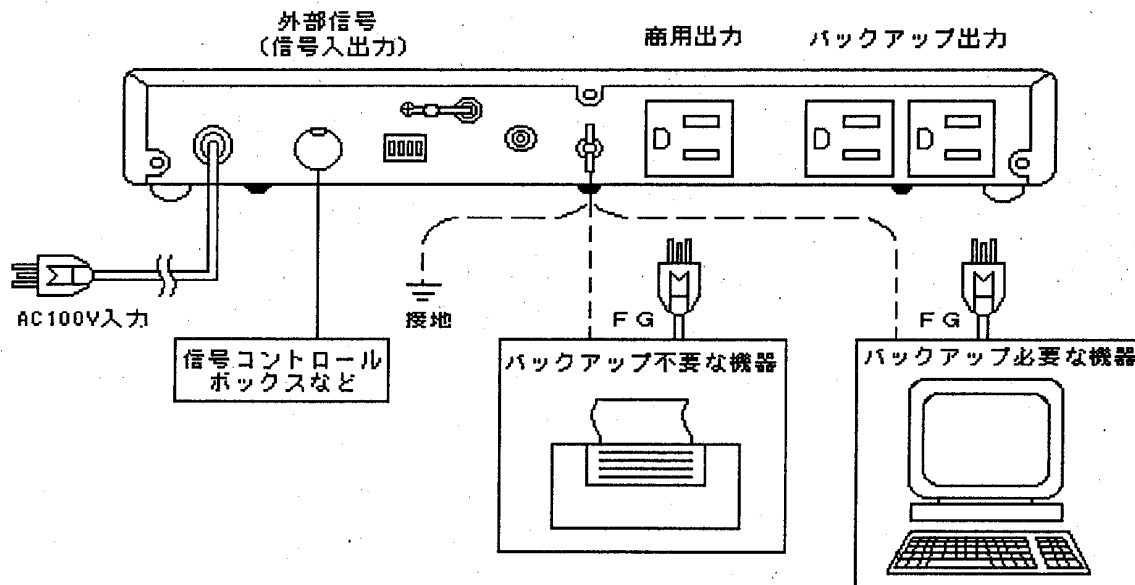 外部信号
(信号入出力)
商用出力
バックアップ出力
AC100V入力
接地
FG
FG
信号コントロール
ボックスなど
バックアップ不要な機器
バックアップ必要な機器